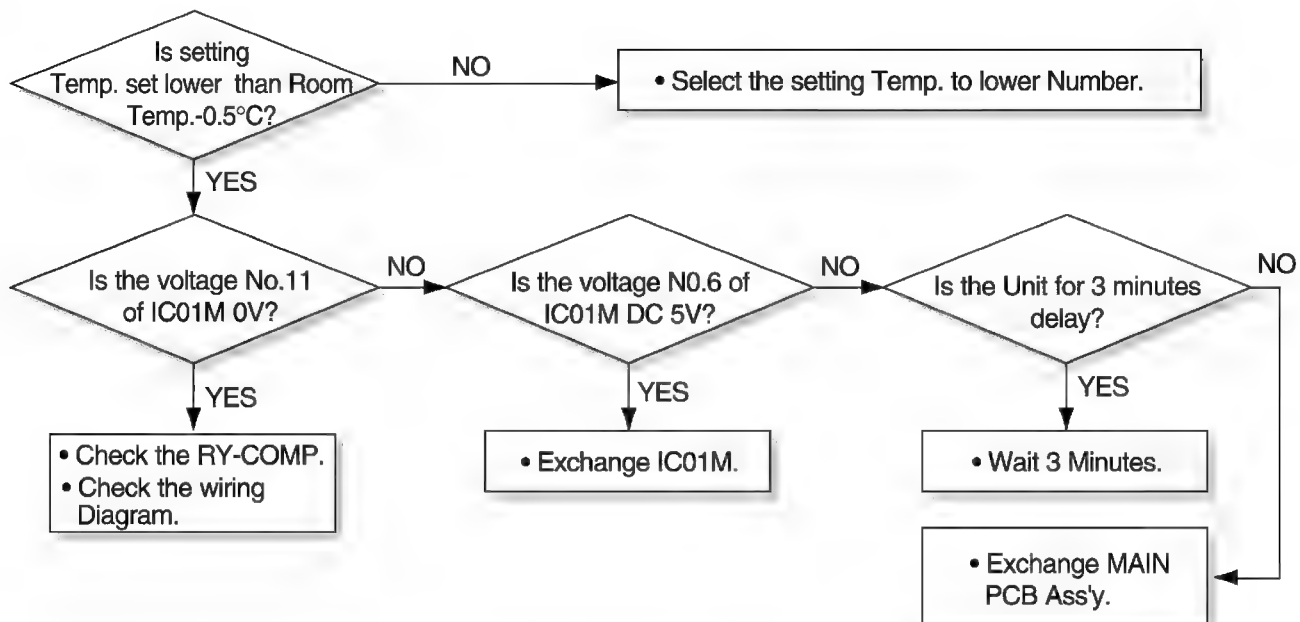 Is setting
Temp. set lower than Room
Temp.-0.5°C?
NO
• Select the setting Temp. to lower Number.
YES
Is the voltage No.11
of IC01M 0V?
NO
Is the voltage N0.6 of
IC01M DC 5V?
NO
Is the Unit for 3 minutes
delay?
NO
YES
YES
YES
• Check the RY-COMP.
• Check the wiring
Diagram.
• Exchange IC01M.
• Wait 3 Minutes.
• Exchange MAIN
PCB Ass'y.